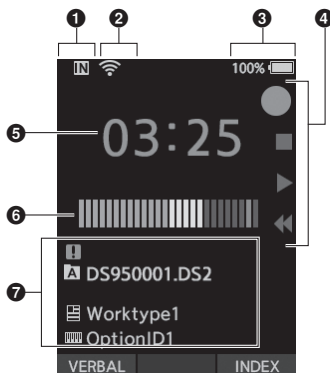 ❶ ❷ ❸ ❹
IN 100%
❺ 03:25
❻
❼
! 
A DS950001.DS2
Worktype1
OptionID1
VERBAL INDEX